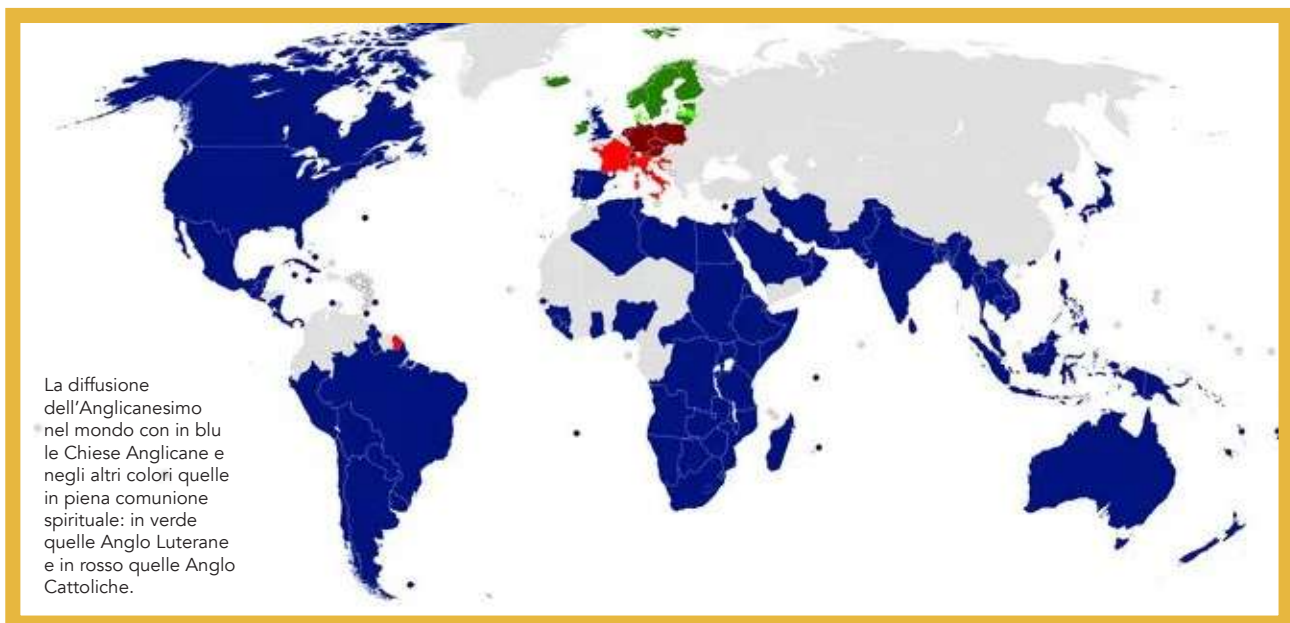 La diffusione
dell’Anglicanesimo
nel mondo con in blu
le Chiese Anglicane e
negli altri colori quelle
in piena comunione
spirituale: in verde
quelle Anglo Luterane
e in rosso quelle Anglo
Cattoliche.